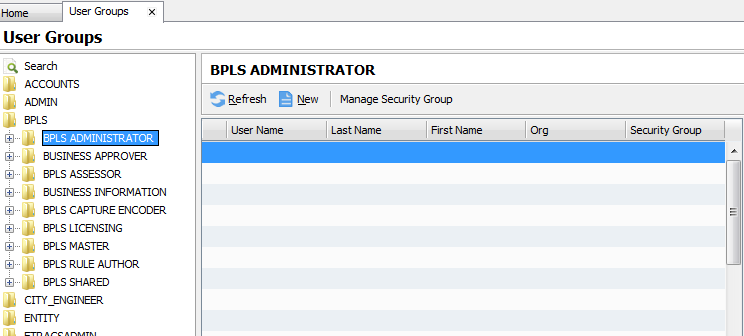 Home
User Groups
User Groups
Search
ACCOUNTS
ADMIN
BPLS
BPLS ADMINISTRATOR
BUSINESS APPROVER
BPLS ASSESSOR
BUSINESS INFORMATION
BPLS CAPTURE ENCODER
BPLS LICENSING
BPLS MASTER
BPLS RULE AUTHOR
BPLS SHARED
CITY_ENGINEER
ENTITY
ETRACSADMIN
BPLS ADMINISTRATOR
Refresh New Manage Security Group
User Name Last Name First Name Org Security Group